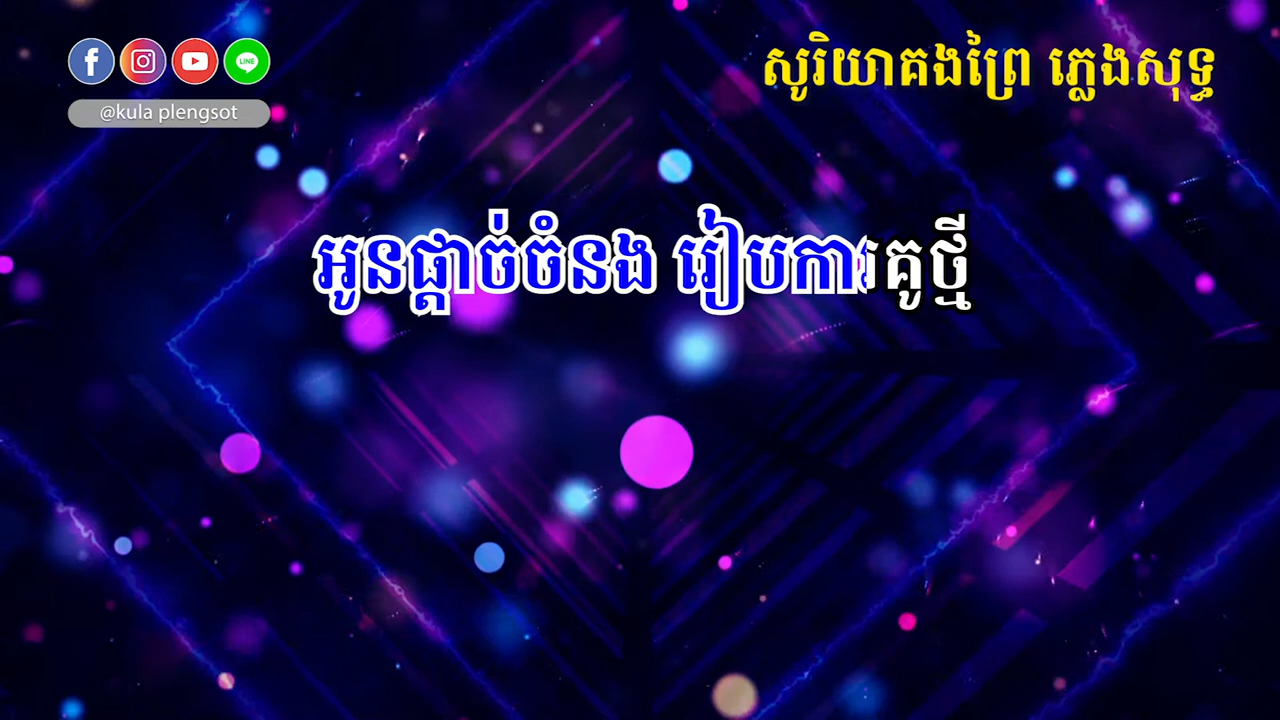 សូរិយាគងព្រៃ ភ្លេងសុទ្ធ
LINE
@kula plengsot
អូនផ្ដាច់ចំនង រៀបការគូថ្មី